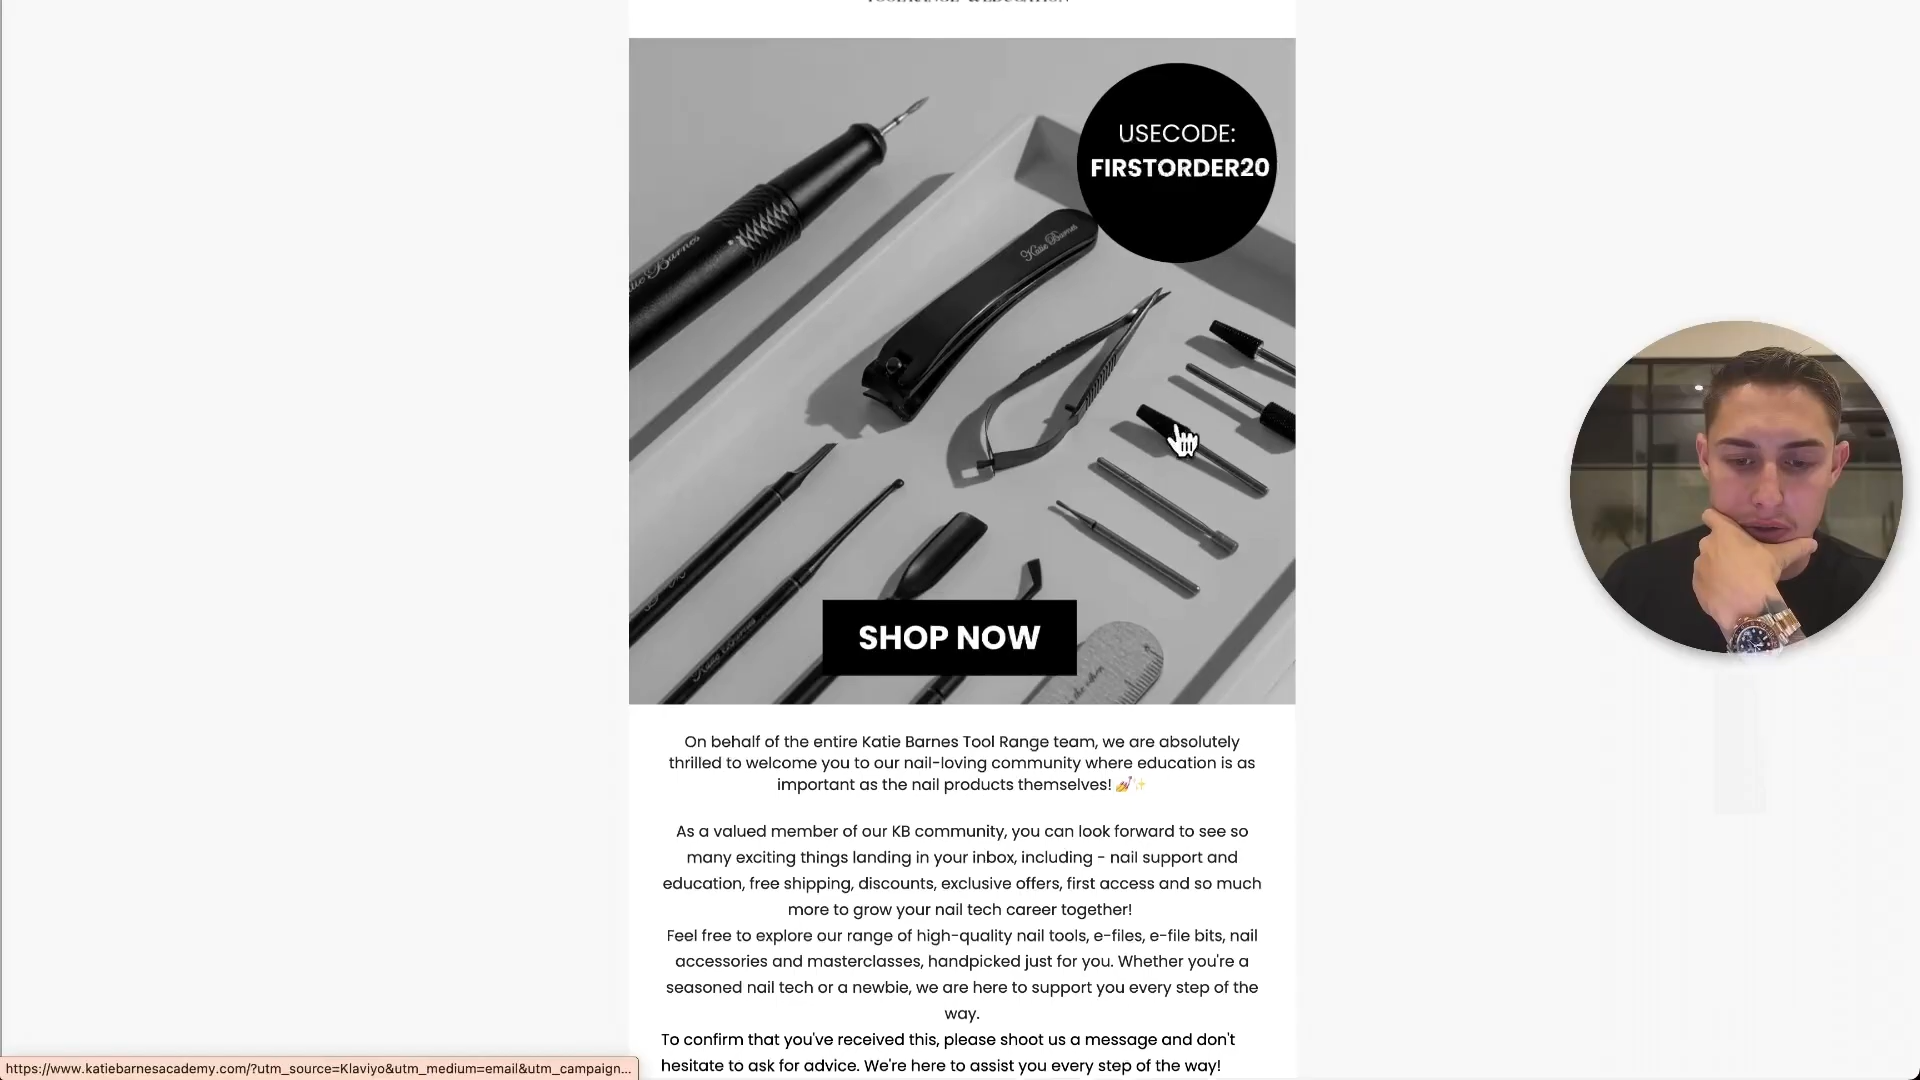 USECODE:
FIRSTORDER20
Katie Barnes
SHOP NOW
On behalf of the entire Katie Barnes Tool Range team, we are absolutely
thrilled to welcome you to our nail-loving community where education is as
important as the nail products themselves! 💅✨
As a valued member of our KB community, you can look forward to see so
many exciting things landing in your inbox, including - nail support and
education, free shipping, discounts, exclusive offers, first access and so much
more to grow your nail tech career together!
Feel free to explore our range of high-quality nail tools, e-files, e-file bits, nail
accessories and masterclasses, handpicked just for you. Whether you're a
seasoned nail tech or a newbie, we are here to support you every step of the
way.
To confirm that you've received this, please shoot us a message and don't
hesitate to ask for advice. We're here to assist you every step of the way!
https://www.katiebarnesacademy.com/?utm_source=Klaviyo&utm_medium=email&utm_campaign...